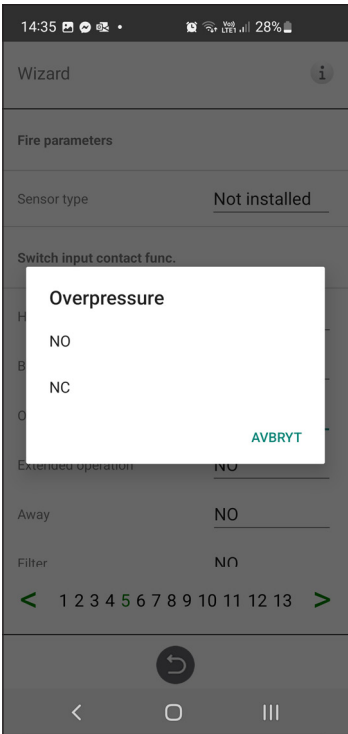 14:35 LTE1 28%
Wizard i
Fire parameters
Sensor type Not installed
Switch input contact func.
H
Overpressure
NO
B
NC
O
AVBRYT
Extended operation NO
Away NO
Filter NO
< 1 2 3 4 5 6 7 8 9 10 11 12 13 >